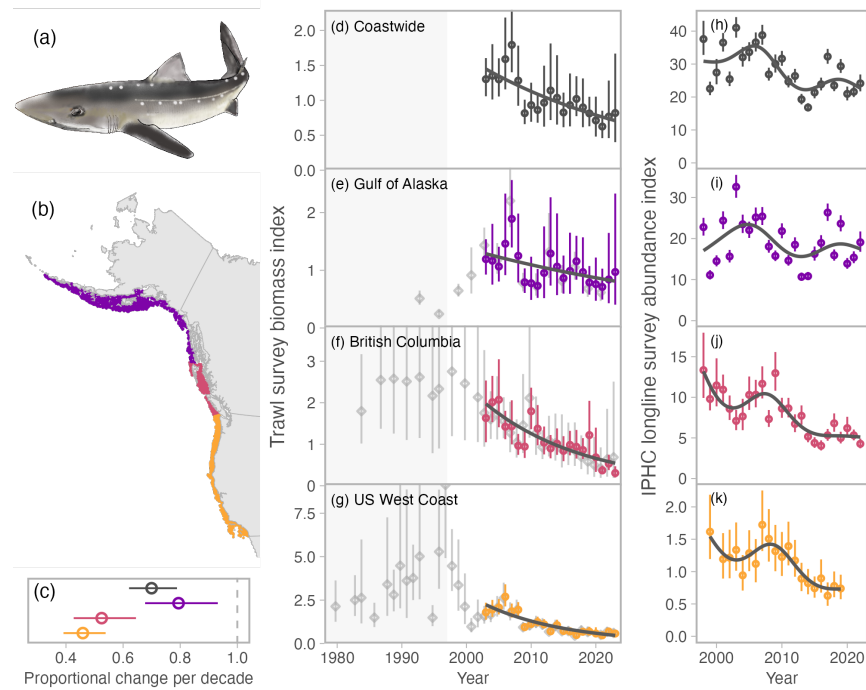 (a)
(b)
(c)
0.4 0.6 0.8 1.0
Proportional change per decade
Trawl survey biomass index
(d) Coastwide
2.0
1.5
1.0
0.5
0.0
(e) Gulf of Alaska
2
1
0
(f) British Columbia
3
2
1
0
(g) US West Coast
7.5
5.0
2.5
0.0
1980 1990 2000 2010 2020
Year
IPHC longline survey abundance index
(h)
40
30
20
10
0
(i)
30
20
10
0
(j)
15
10
5
0
(k)
2.0
1.5
1.0
0.5
0.0
2000 2010 2020
Year